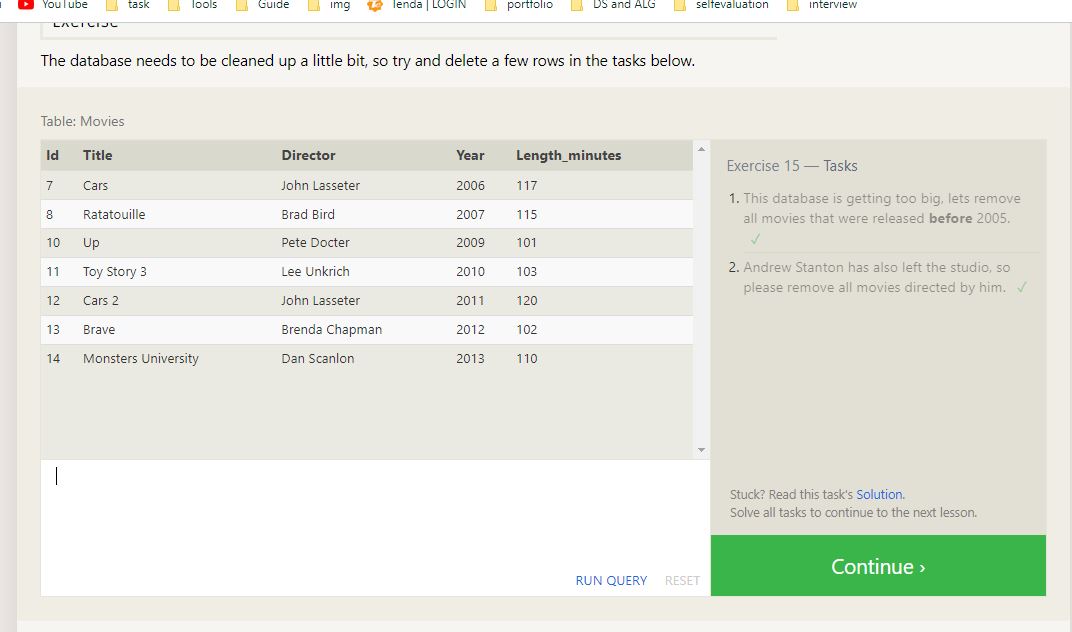 YouTube task Tools Guide img Tenda | LOGIN portfolio DS and ALG selfevaluation interview
Exercise
The database needs to be cleaned up a little bit, so try and delete a few rows in the tasks below.
Table: Movies
Id Title Director Year Length_minutes
7 Cars John Lasseter 2006 117
8 Ratatouille Brad Bird 2007 115
10 Up Pete Docter 2009 101
11 Toy Story 3 Lee Unkrich 2010 103
12 Cars 2 John Lasseter 2011 120
13 Brave Brenda Chapman 2012 102
14 Monsters University Dan Scanlon 2013 110
RUN QUERY RESET
Exercise 15 — Tasks
1. This database is getting too big, lets remove
all movies that were released before 2005.
✓
2. Andrew Stanton has also left the studio, so
please remove all movies directed by him. ✓
Stuck? Read this task's Solution.
Solve all tasks to continue to the next lesson.
Continue ›